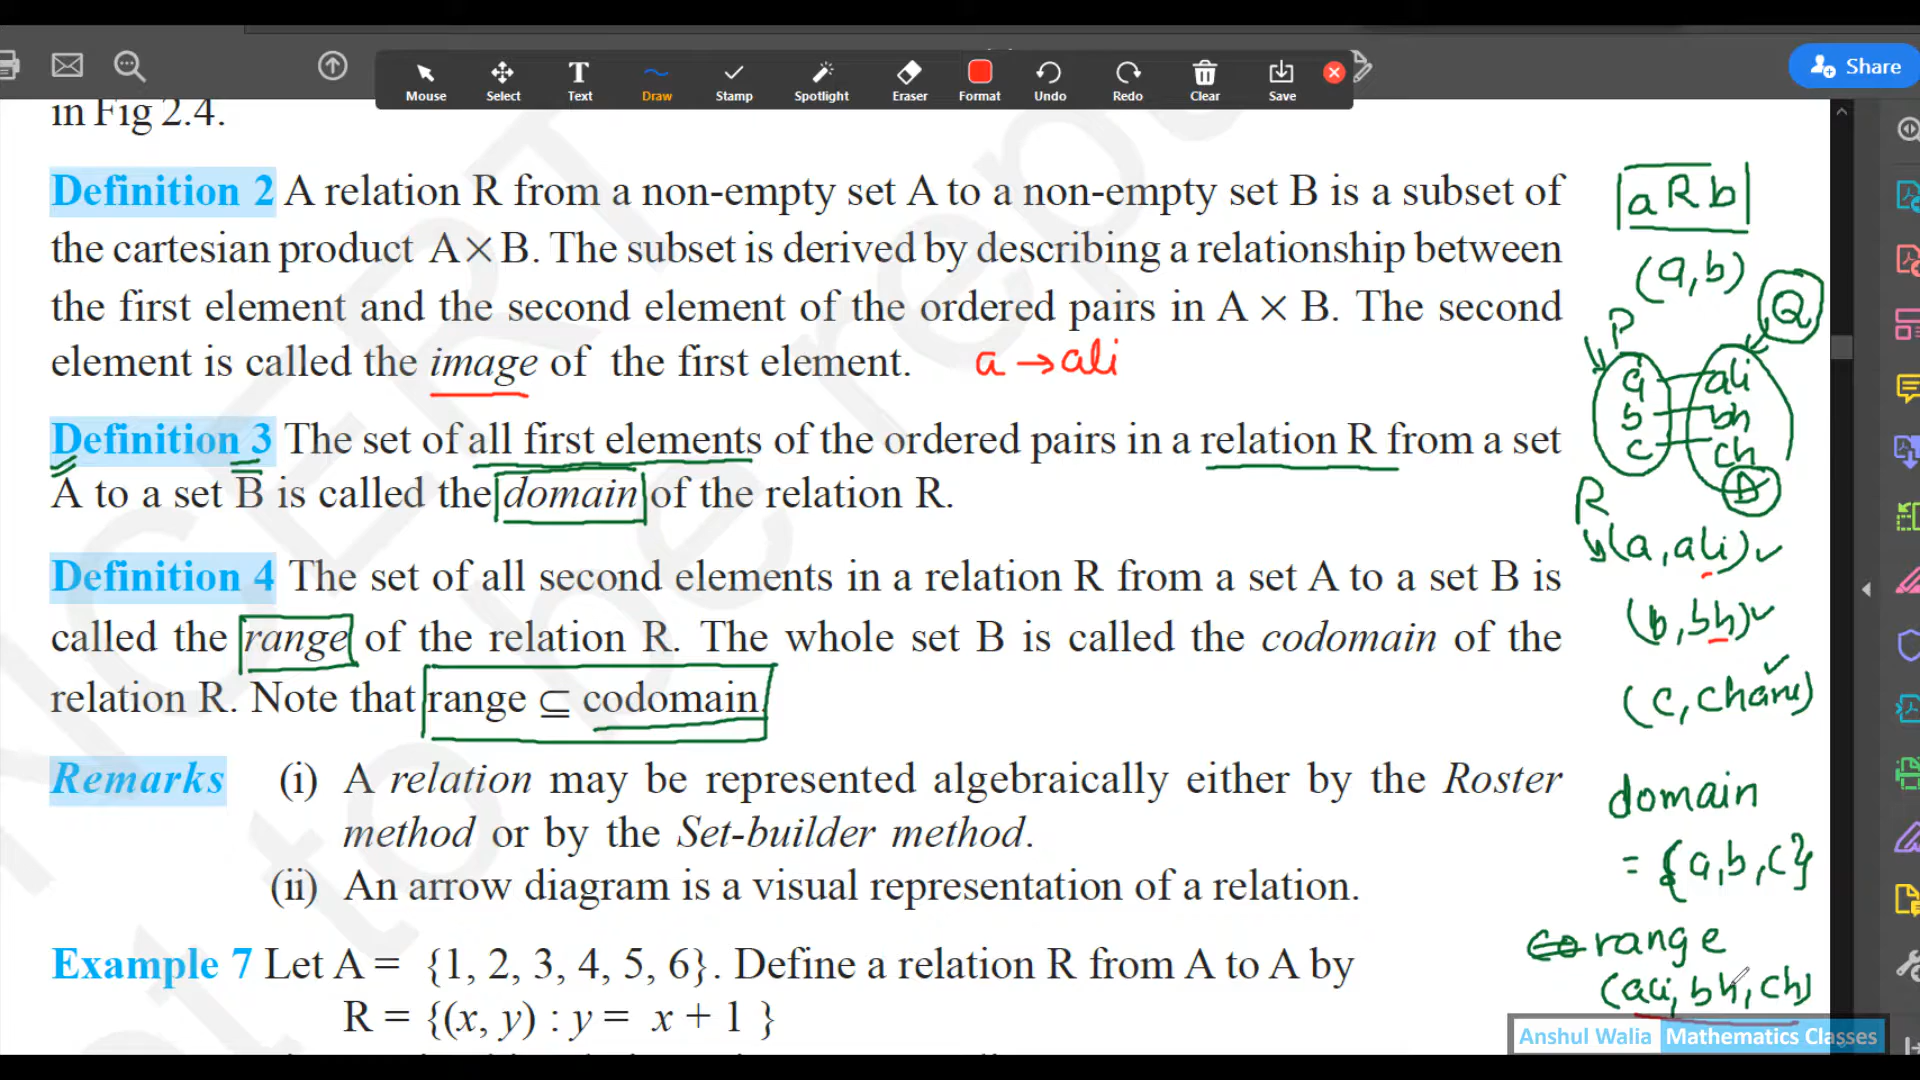 Share
Mouse Select Text Draw Stamp Spotlight Eraser Format Undo Redo Clear Save
in Fig 2.4.
Definition 2 A relation R from a non-empty set A to a non-empty set B is a subset of
the cartesian product A × B. The subset is derived by describing a relationship between
the first element and the second element of the ordered pairs in A × B. The second
element is called the image of the first element.
a → ali
Definition 3 The set of all first elements of the ordered pairs in a relation R from a set
A to a set B is called the domain of the relation R.
Definition 4 The set of all second elements in a relation R from a set A to a set B is
called the range of the relation R. The whole set B is called the codomain of the
relation R. Note that range ⊆ codomain.
Remarks (i) A relation may be represented algebraically either by the Roster
method or by the Set-builder method.
(ii) An arrow diagram is a visual representation of a relation.
Example 7 Let A = {1, 2, 3, 4, 5, 6}. Define a relation R from A to A by
R = {(x, y) : y = x + 1 }
a R b
(a,b)
P Q
a ali
b bh
c ch
D
R
(a, ali)
(b, bh)
(c, charu)
domain
= {a,b,c}
range
(ali, bh, ch)
Anshul Walia Mathematics Classes